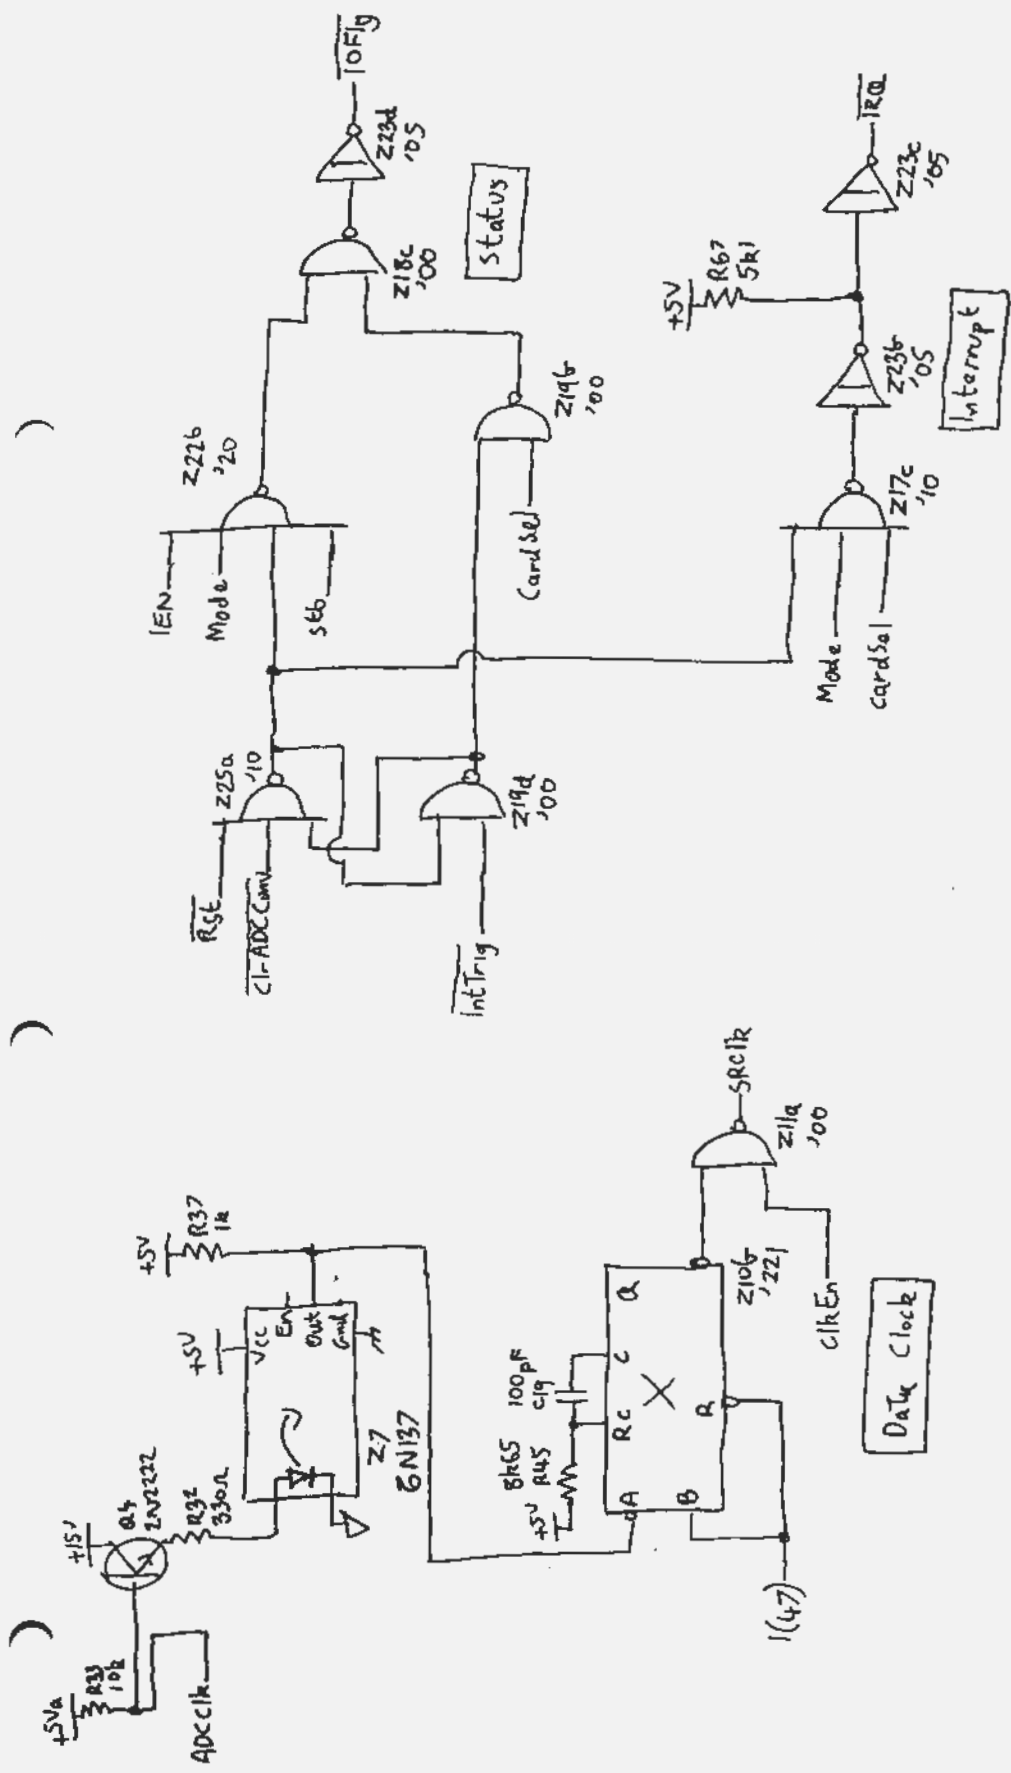 +5Va
R33
10k
ADCclk
+15V
Q4
2N2222
R32
330Ω
+5V
Vcc
En
Out
Gnd
Z7
6N137
+5V
R37
1k
+5V
8k65
R45
100pF
C19
A
B
Rc
C
Q
R
1(47)
Z10b
'221
ClkEn
Z11a
'00
SRClk
Data Clock
Rst
Clr ADC Conv
IntTrig
Z25a
'10
Z19d
'00
IEN
Mode
Stb
Z22b
'20
CardSel
Z19b
'00
Z18c
'00
Z23d
'05
IOFlg
Status
Mode
CardSel
Z17c
'10
Z23b
'05
+5V
R67
5k1
Z23c
'05
IRQ
Interrupt